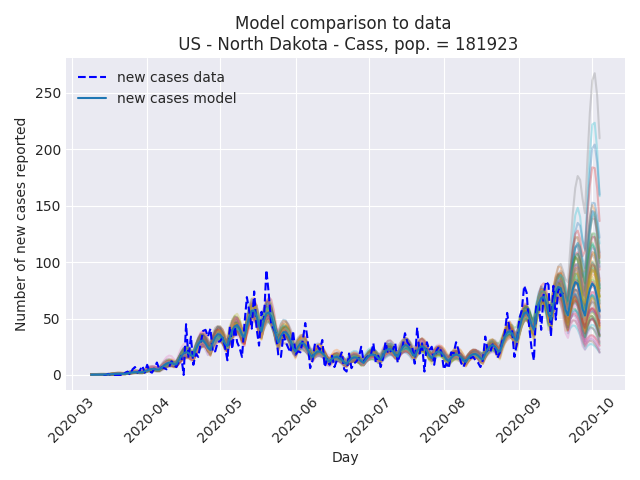 Model comparison to data
US - North Dakota - Cass, pop. = 181923
new cases data
new cases model
Number of new cases reported
250
200
150
100
50
0
2020-03
2020-04
2020-05
2020-06
2020-07
2020-08
2020-09
2020-10
Day